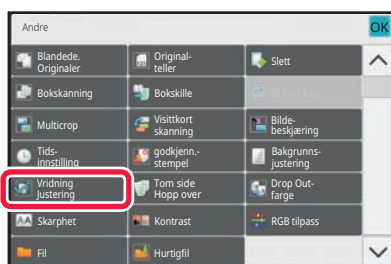 Andre
OK
Blandede.
Originaler
Original-
teller
Slett
Bokskanning
Bokskille
Multicrop
Visittkort
skanning
Bilde-
beskjæring
Tids-
innstilling
godkjenn.-
stempel
Bakgrunns-
justering
Vridning
Justering
Tom side
Hopp over
Drop Out-
farge
Skarphet
Kontrast
RGB tilpass
Fil
Hurtigfil